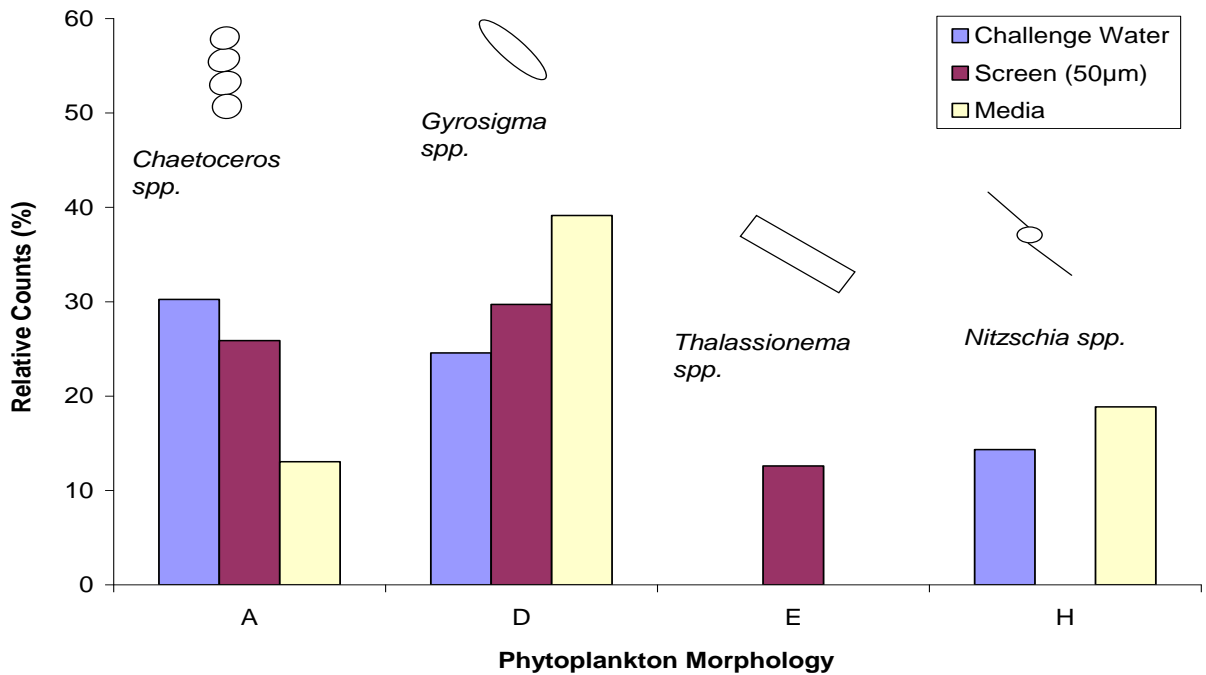 60
50
40
30
20
10
0
Relative Counts (%)
Chaetoceros
spp.
Gyrosigma
spp.
Thalassionema
spp.
Nitzschia spp.
Challenge Water
Screen (50µm)
Media
A
D
E
H
Phytoplankton Morphology